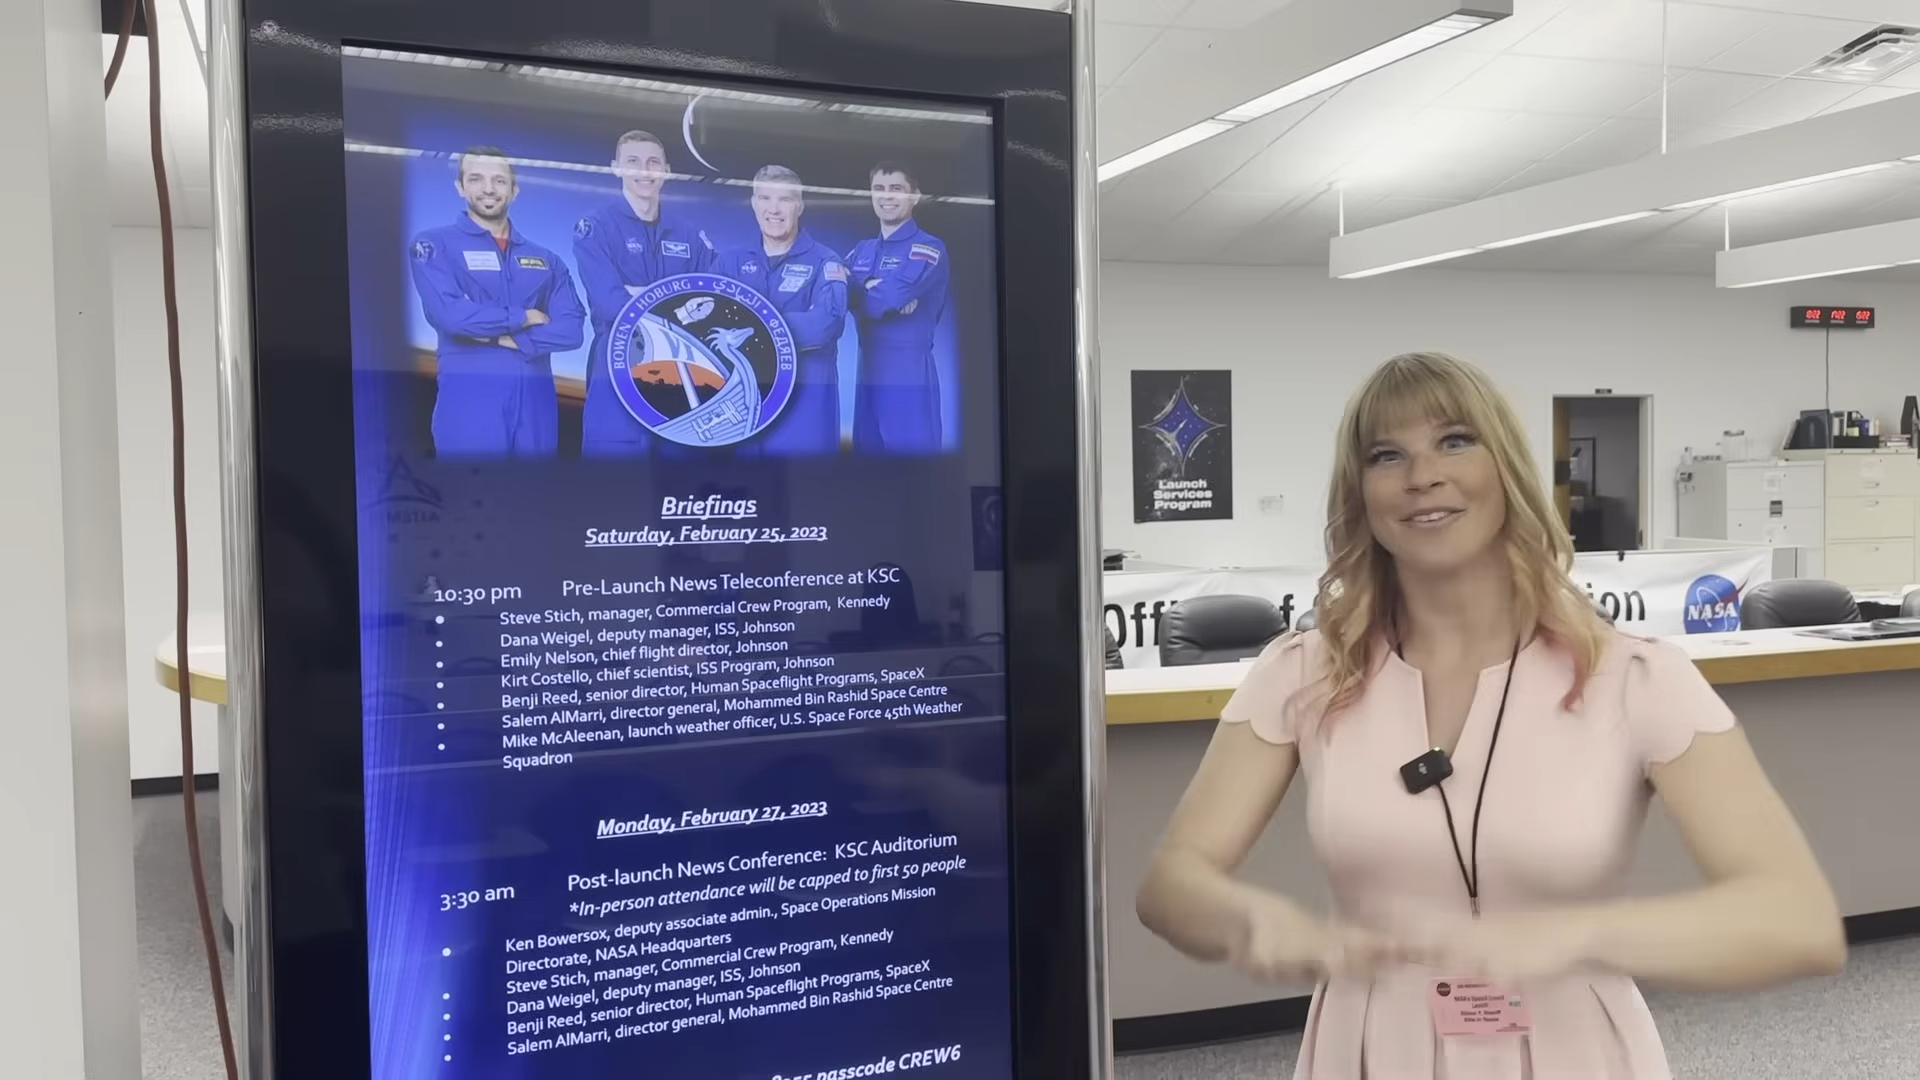 BOWEN • HOBURG • النيادي • ФЕДЯЕВ
Briefings
Saturday, February 25, 2023
10:30 pm Pre-Launch News Teleconference at KSC
• Steve Stich, manager, Commercial Crew Program, Kennedy
• Dana Weigel, deputy manager, ISS, Johnson
• Emily Nelson, chief flight director, Johnson
• Kirt Costello, chief scientist, ISS Program, Johnson
• Benji Reed, senior director, Human Spaceflight Programs, SpaceX
• Salem AlMarri, director general, Mohammed Bin Rashid Space Centre
• Mike McAleenan, launch weather officer, U.S. Space Force 45th Weather
Squadron
Monday, February 27, 2023
3:30 am Post-launch News Conference: KSC Auditorium
*In-person attendance will be capped to first 50 people
• Ken Bowersox, deputy associate admin., Space Operations Mission
Directorate, NASA Headquarters
• Steve Stich, manager, Commercial Crew Program, Kennedy
• Dana Weigel, deputy manager, ISS, Johnson
• Benji Reed, senior director, Human Spaceflight Programs, SpaceX
• Salem AlMarri, director general, Mohammed Bin Rashid Space Centre
passcode CREW6
Launch
Services
Program
NASA